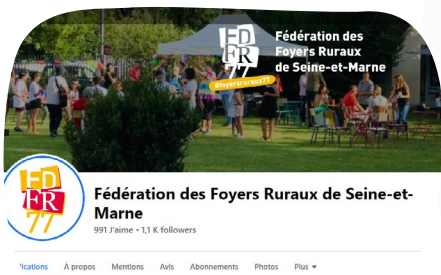 FD
FR
77
#foyersruraux77
Fédération des
Foyers Ruraux
de Seine-et-Marne
FD
FR
77
Fédération des Foyers Ruraux de Seine-et-
Marne
991 J'aime • 1,1 K followers
ications À propos Mentions Avis Abonnements Photos Plus